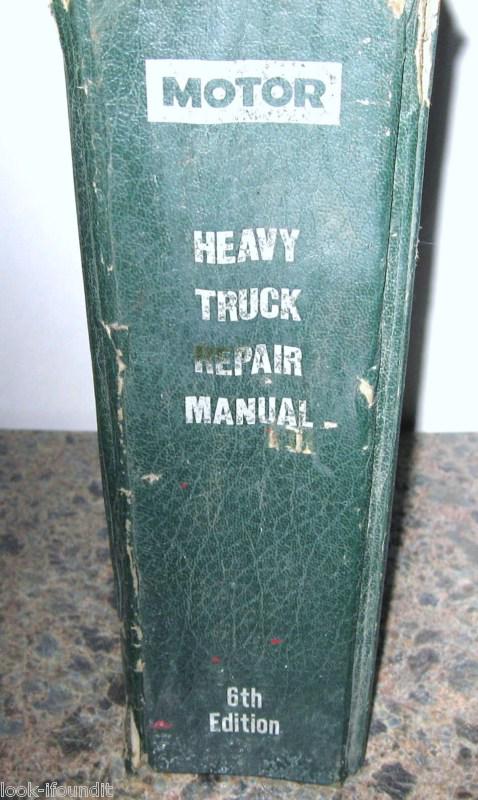 MOTOR
HEAVY
TRUCK
REPAIR
MANUAL
6th
Edition
look-ifoundit